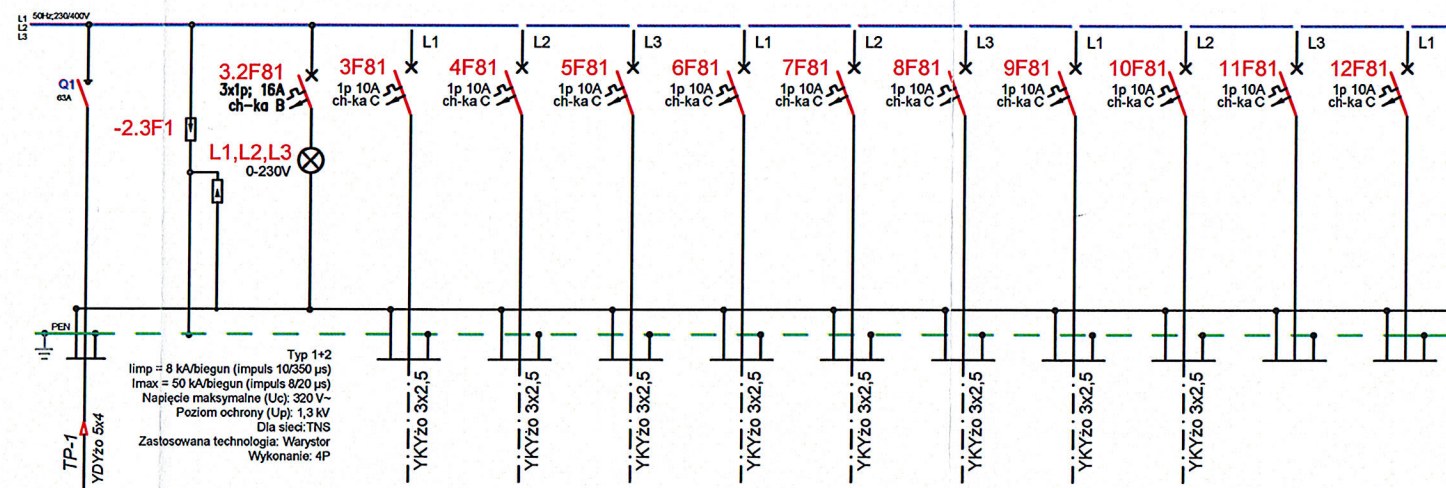 L1 50Hz;230/400V
L2
L3
Q1
63A
-2.3F1
3.2F81
3x1p; 16A
ch-ka B
L1,L2,L3
0-230V
L1
3F81
1p 10A
ch-ka C
L2
4F81
1p 10A
ch-ka C
L3
5F81
1p 10A
ch-ka C
L1
6F81
1p 10A
ch-ka C
L2
7F81
1p 10A
ch-ka C
L3
8F81
1p 10A
ch-ka C
L1
9F81
1p 10A
ch-ka C
L2
10F81
1p 10A
ch-ka C
L3
11F81
1p 10A
ch-ka C
L1
12F81
1p 10A
ch-ka C
PEN
Typ 1+2
Iimp = 8 kA/biegun (impuls 10/350 µs)
Imax = 50 kA/biegun (impuls 8/20 µs)
Napięcie maksymalne (Uc): 320 V~
Poziom ochrony (Up): 1,3 kV
Dla sieci:TNS
Zastosowana technologia: Warystor
Wykonanie: 4P
TP-1
YDYżo 5x4
YKYżo 3x2,5
YKYżo 3x2,5
YKYżo 3x2,5
YKYżo 3x2,5
YKYżo 3x2,5
YKYżo 3x2,5
YKYżo 3x2,5
YKYżo 3x2,5